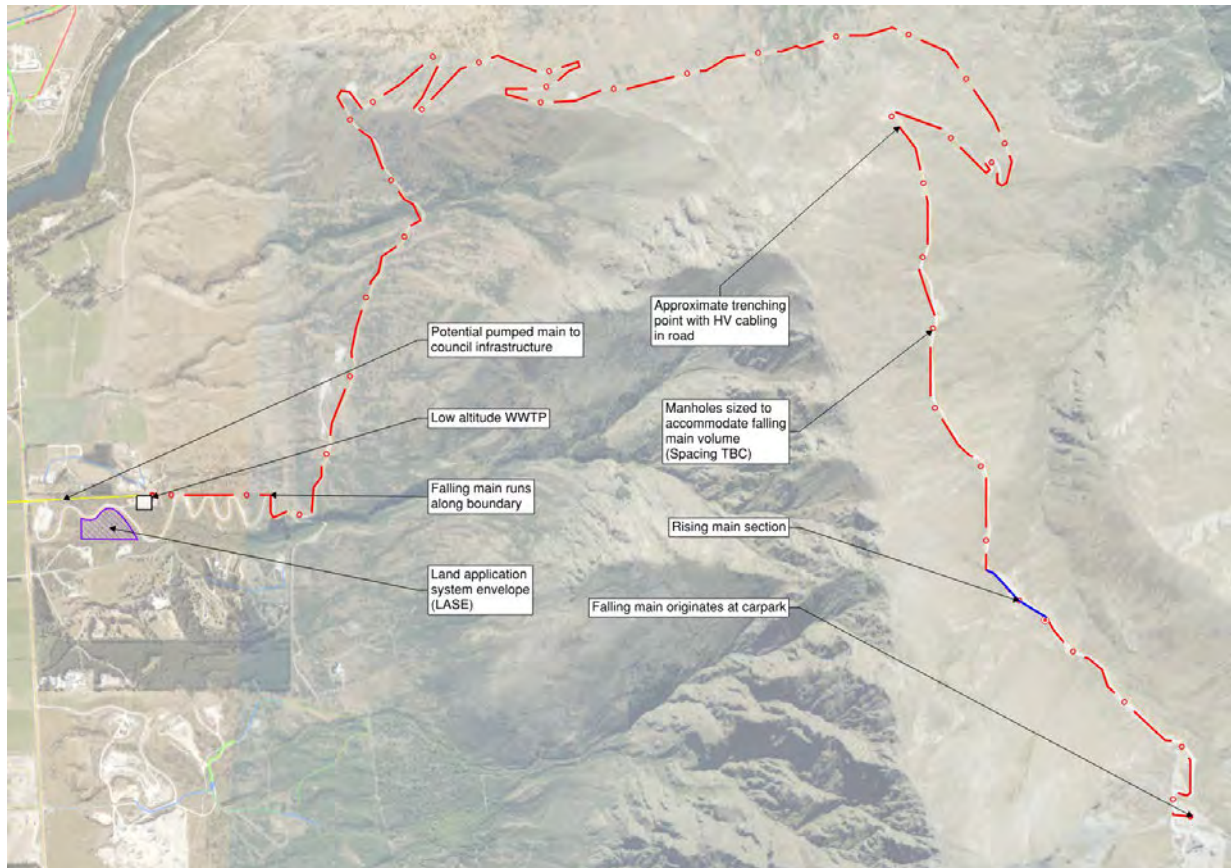 Approximate trenching
point with HV cabling
in road
Potential pumped main to
council infrastructure
Low altitude WWTP
Manholes sized to
accommodate falling
main volume
(Spacing TBC)
Falling main runs
along boundary
Rising main section
Land application
system envelope
(LASE)
Falling main originates at carpark